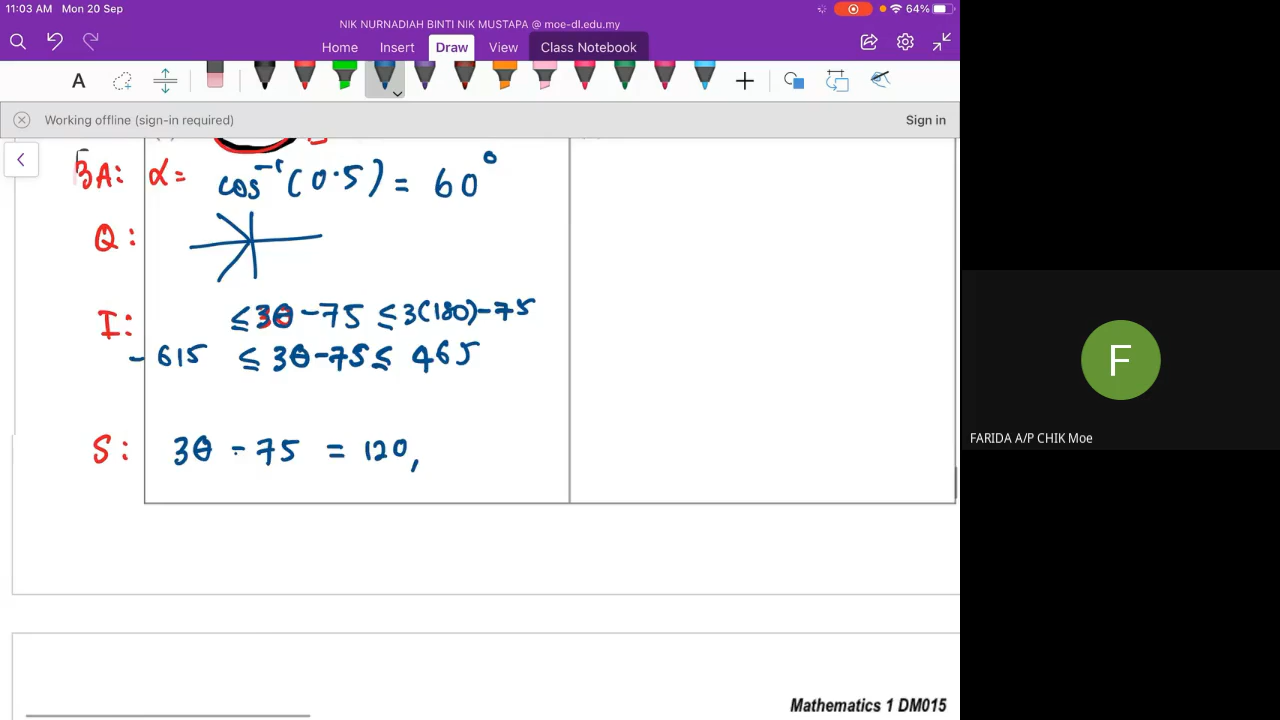 11:03 AM Mon 20 Sep
64%
NIK NURNADIAH BINTI NIK MUSTAPA @ moe-dl.edu.my
Home Insert Draw View Class Notebook
A
Working offline (sign-in required) Sign in
BA: α = cos⁻¹(0.5) = 60°
Q:
I: ≤ 3θ - 75 ≤ 3(180) - 75
- 615 ≤ 3θ - 75 ≤ 465
S: 3θ - 75 = 120,
Mathematics 1 DM015
F
FARIDA A/P CHIK Moe